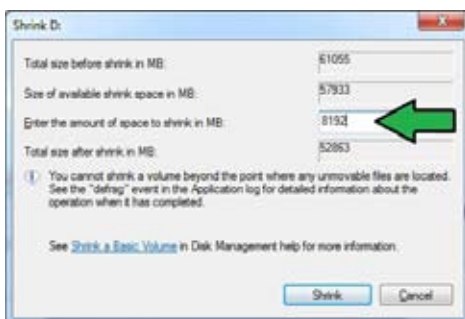 Shrink D:
Total size before shrink in MB: 61055
Size of available shrink space in MB: 57933
Enter the amount of space to shrink in MB: 8192
Total size after shrink in MB: 52863
You cannot shrink a volume beyond the point where any unmovable files are located.
See the "defrag" event in the Application log for detailed information about the
operation when it has completed.
See Shrink a Basic Volume in Disk Management help for more information.
Shrink Cancel